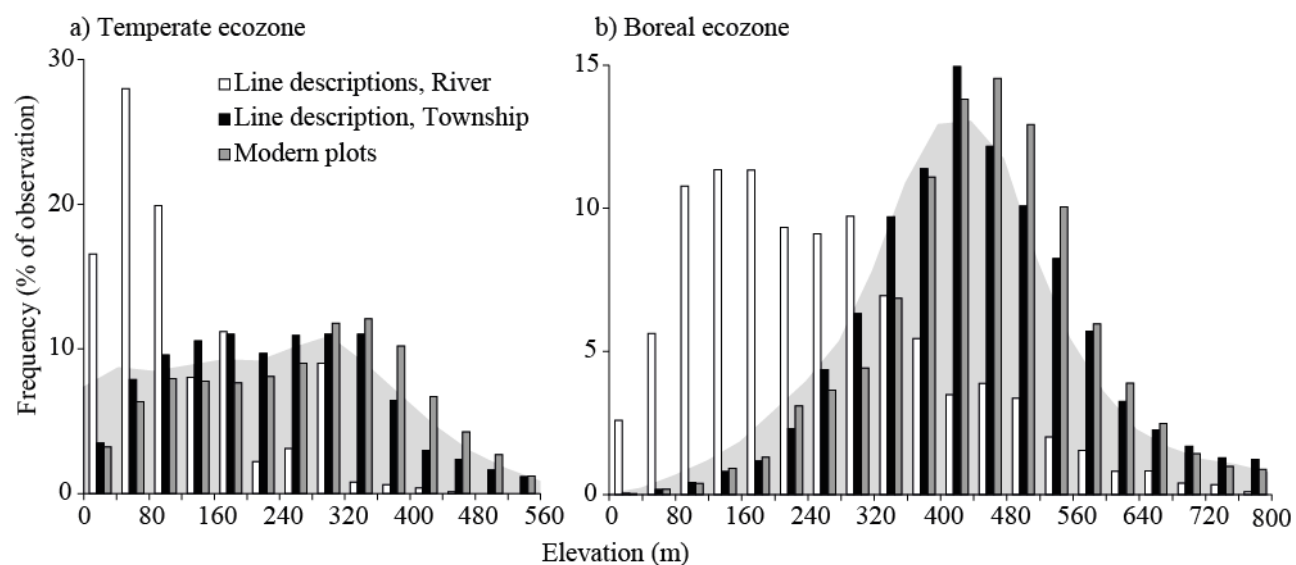 a) Temperate ecozone
b) Boreal ecozone
Frequency (% of observation)
30
20
10
0
Line descriptions, River
Line description, Township
Modern plots
0 80 160 240 320 400 480 560
15
10
5
0
0 80 160 240 320 400 480 560 640 720 800
Elevation (m)